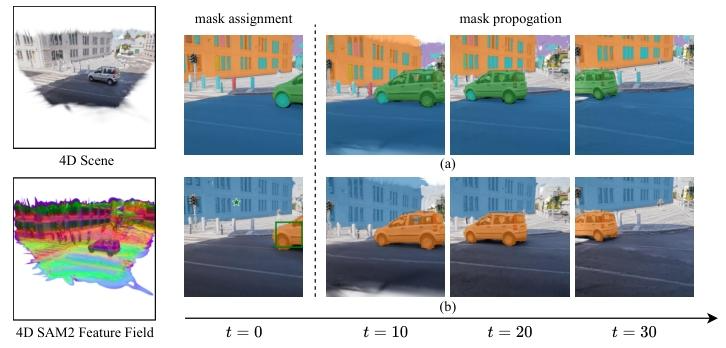 mask assignment
mask propogation
4D Scene
(a)
(b)
4D SAM2 Feature Field
t = 0
t = 10
t = 20
t = 30